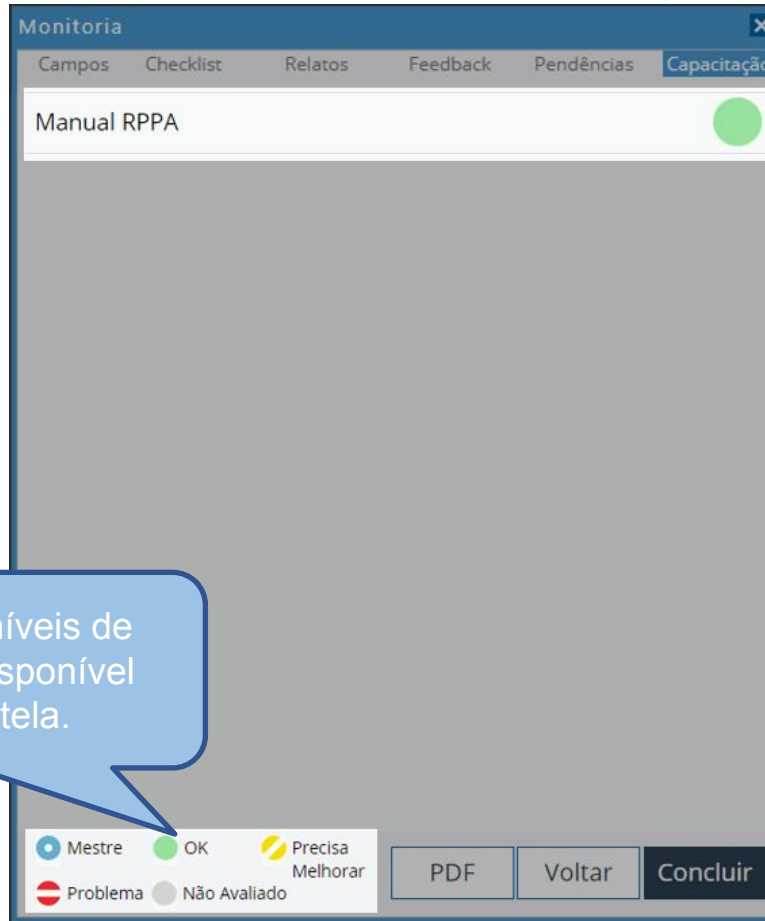 Monitoria
Campos Checklist Relatos Feedback Pendências Capacitação
Manual RPPA
níveis de
isponível
tela.
Mestre OK Precisa
Melhorar
Problema Não Avaliado
PDF Voltar Concluir